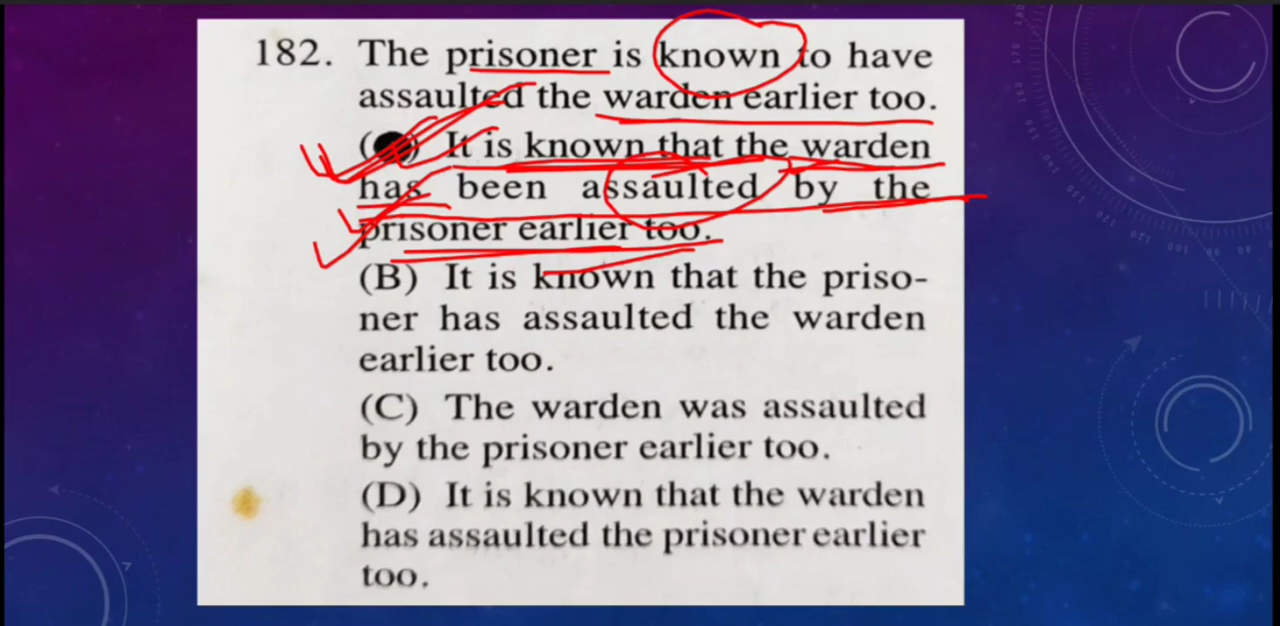 182. The prisoner is known to have
assaulted the warden earlier too.
It is known that the warden
has been assaulted by the
prisoner earlier too.
(B) It is known that the priso-
ner has assaulted the warden
earlier too.
(C) The warden was assaulted
by the prisoner earlier too.
(D) It is known that the warden
has assaulted the prisoner earlier
too.